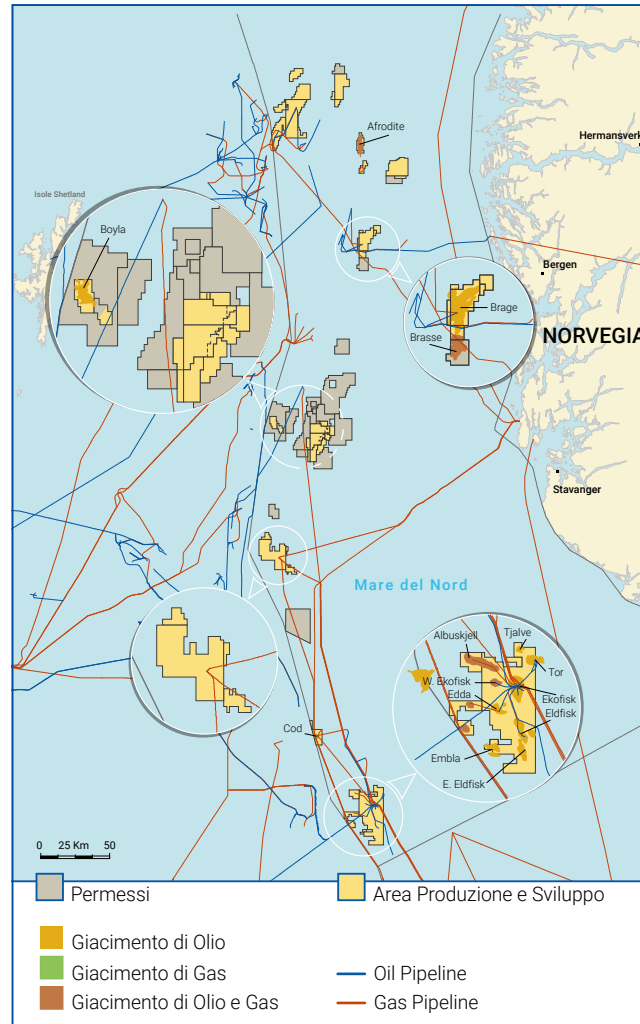 Afrodite
Hermansverk
Isole Shetland
Boyla
Bergen
Brage
NORVEGIA
Brasse
Stavanger
Mare del Nord
Tjalve
Albuskjell
Tor
W. Ekofisk
Ekofisk
Edda
Eldfisk
Cod
Embla
E. Eldfisk
0 25 Km 50
Permessi
Area Produzione e Sviluppo
Giacimento di Olio
Giacimento di Gas
Oil Pipeline
Giacimento di Olio e Gas
Gas Pipeline